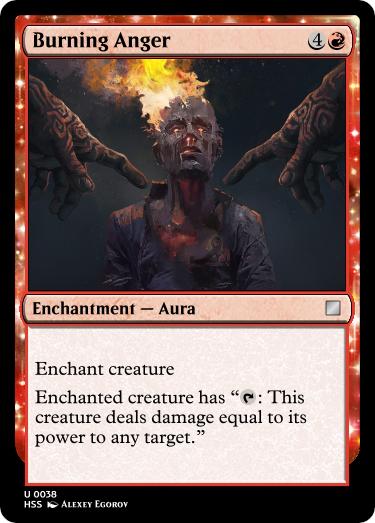 Burning Anger 4
Enchantment — Aura
Enchant creature
Enchanted creature has “: This
creature deals damage equal to its
power to any target.”
U 0038
HSS Alexey Egorov